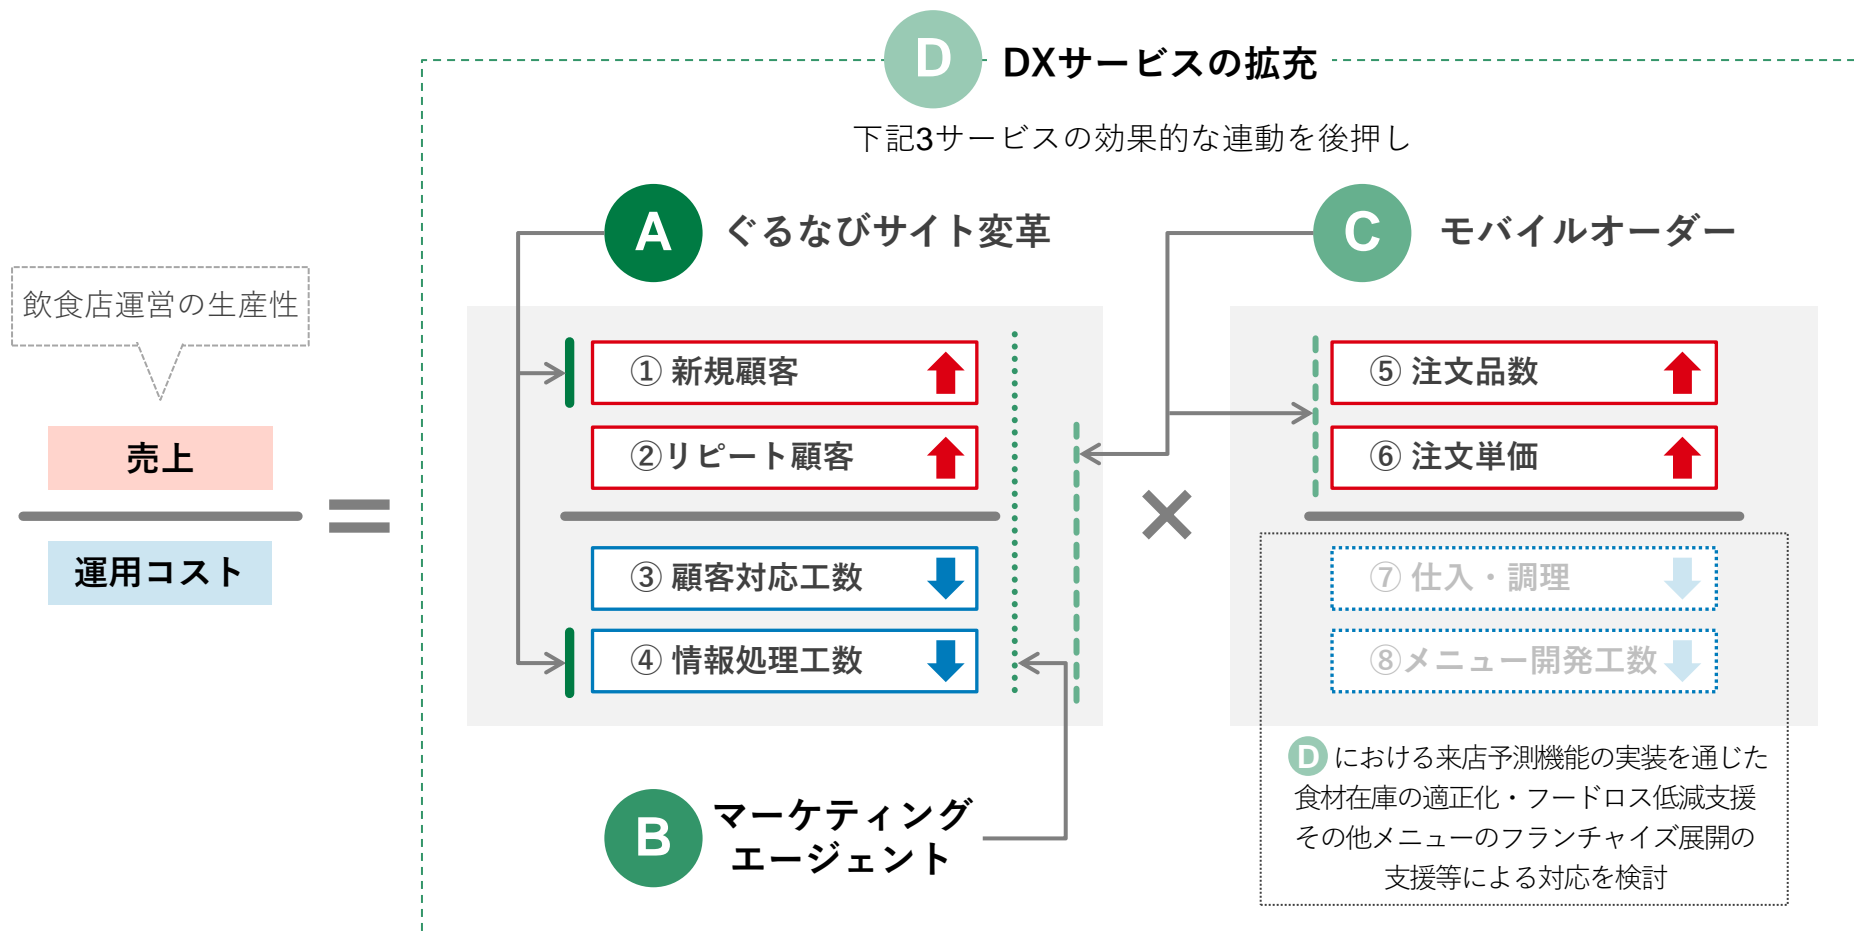 D DXサービスの拡充
下記3サービスの効果的な連動を後押し
A ぐるなびサイト変革
C モバイルオーダー
飲食店運営の生産性
売上
運用コスト
=
① 新規顧客
②リピート顧客
③ 顧客対応工数
④ 情報処理工数
×
⑤ 注文品数
⑥ 注文単価
⑦ 仕入・調理
⑧メニュー開発工数
B マーケティング
エージェント
D における来店予測機能の実装を通じた
食材在庫の適正化・フードロス低減支援
その他メニューのフランチャイズ展開の
支援等による対応を検討